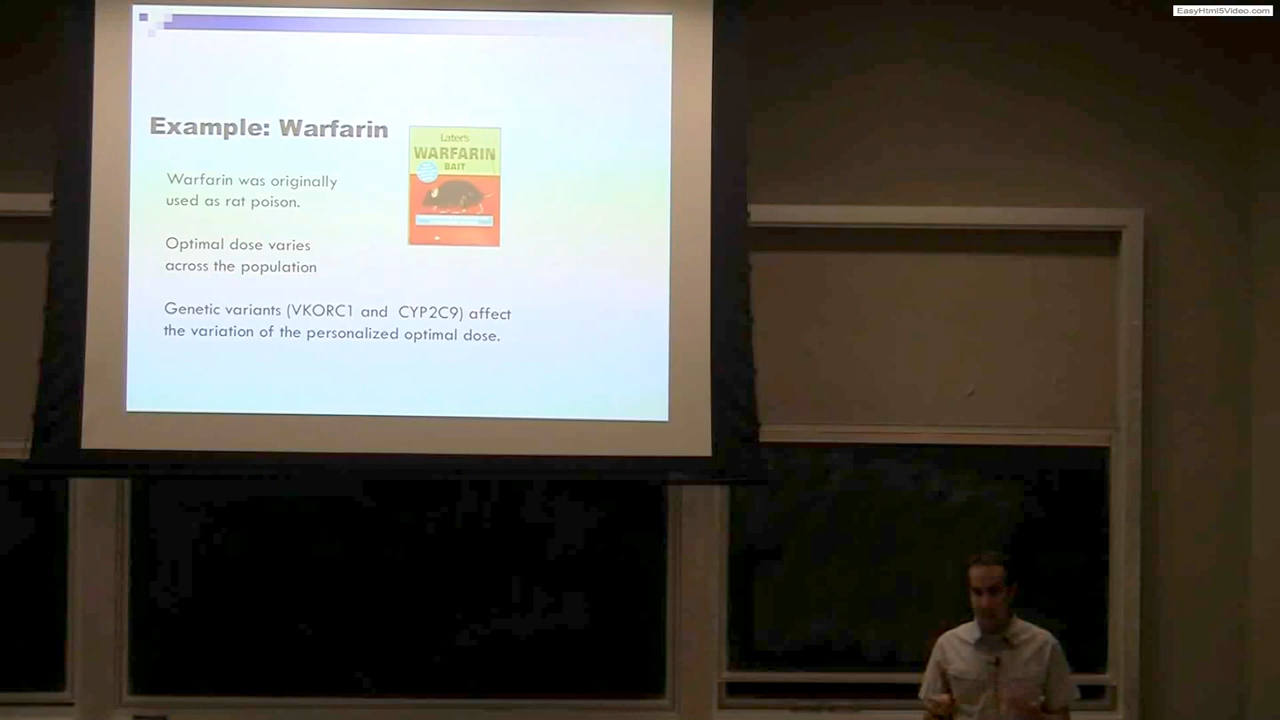 EasyHtml5Video.com
Example: Warfarin
Later's
WARFARIN
BAIT
Warfarin was originally
used as rat poison.
Optimal dose varies
across the population
Genetic variants (VKORC1 and CYP2C9) affect
the variation of the personalized optimal dose.